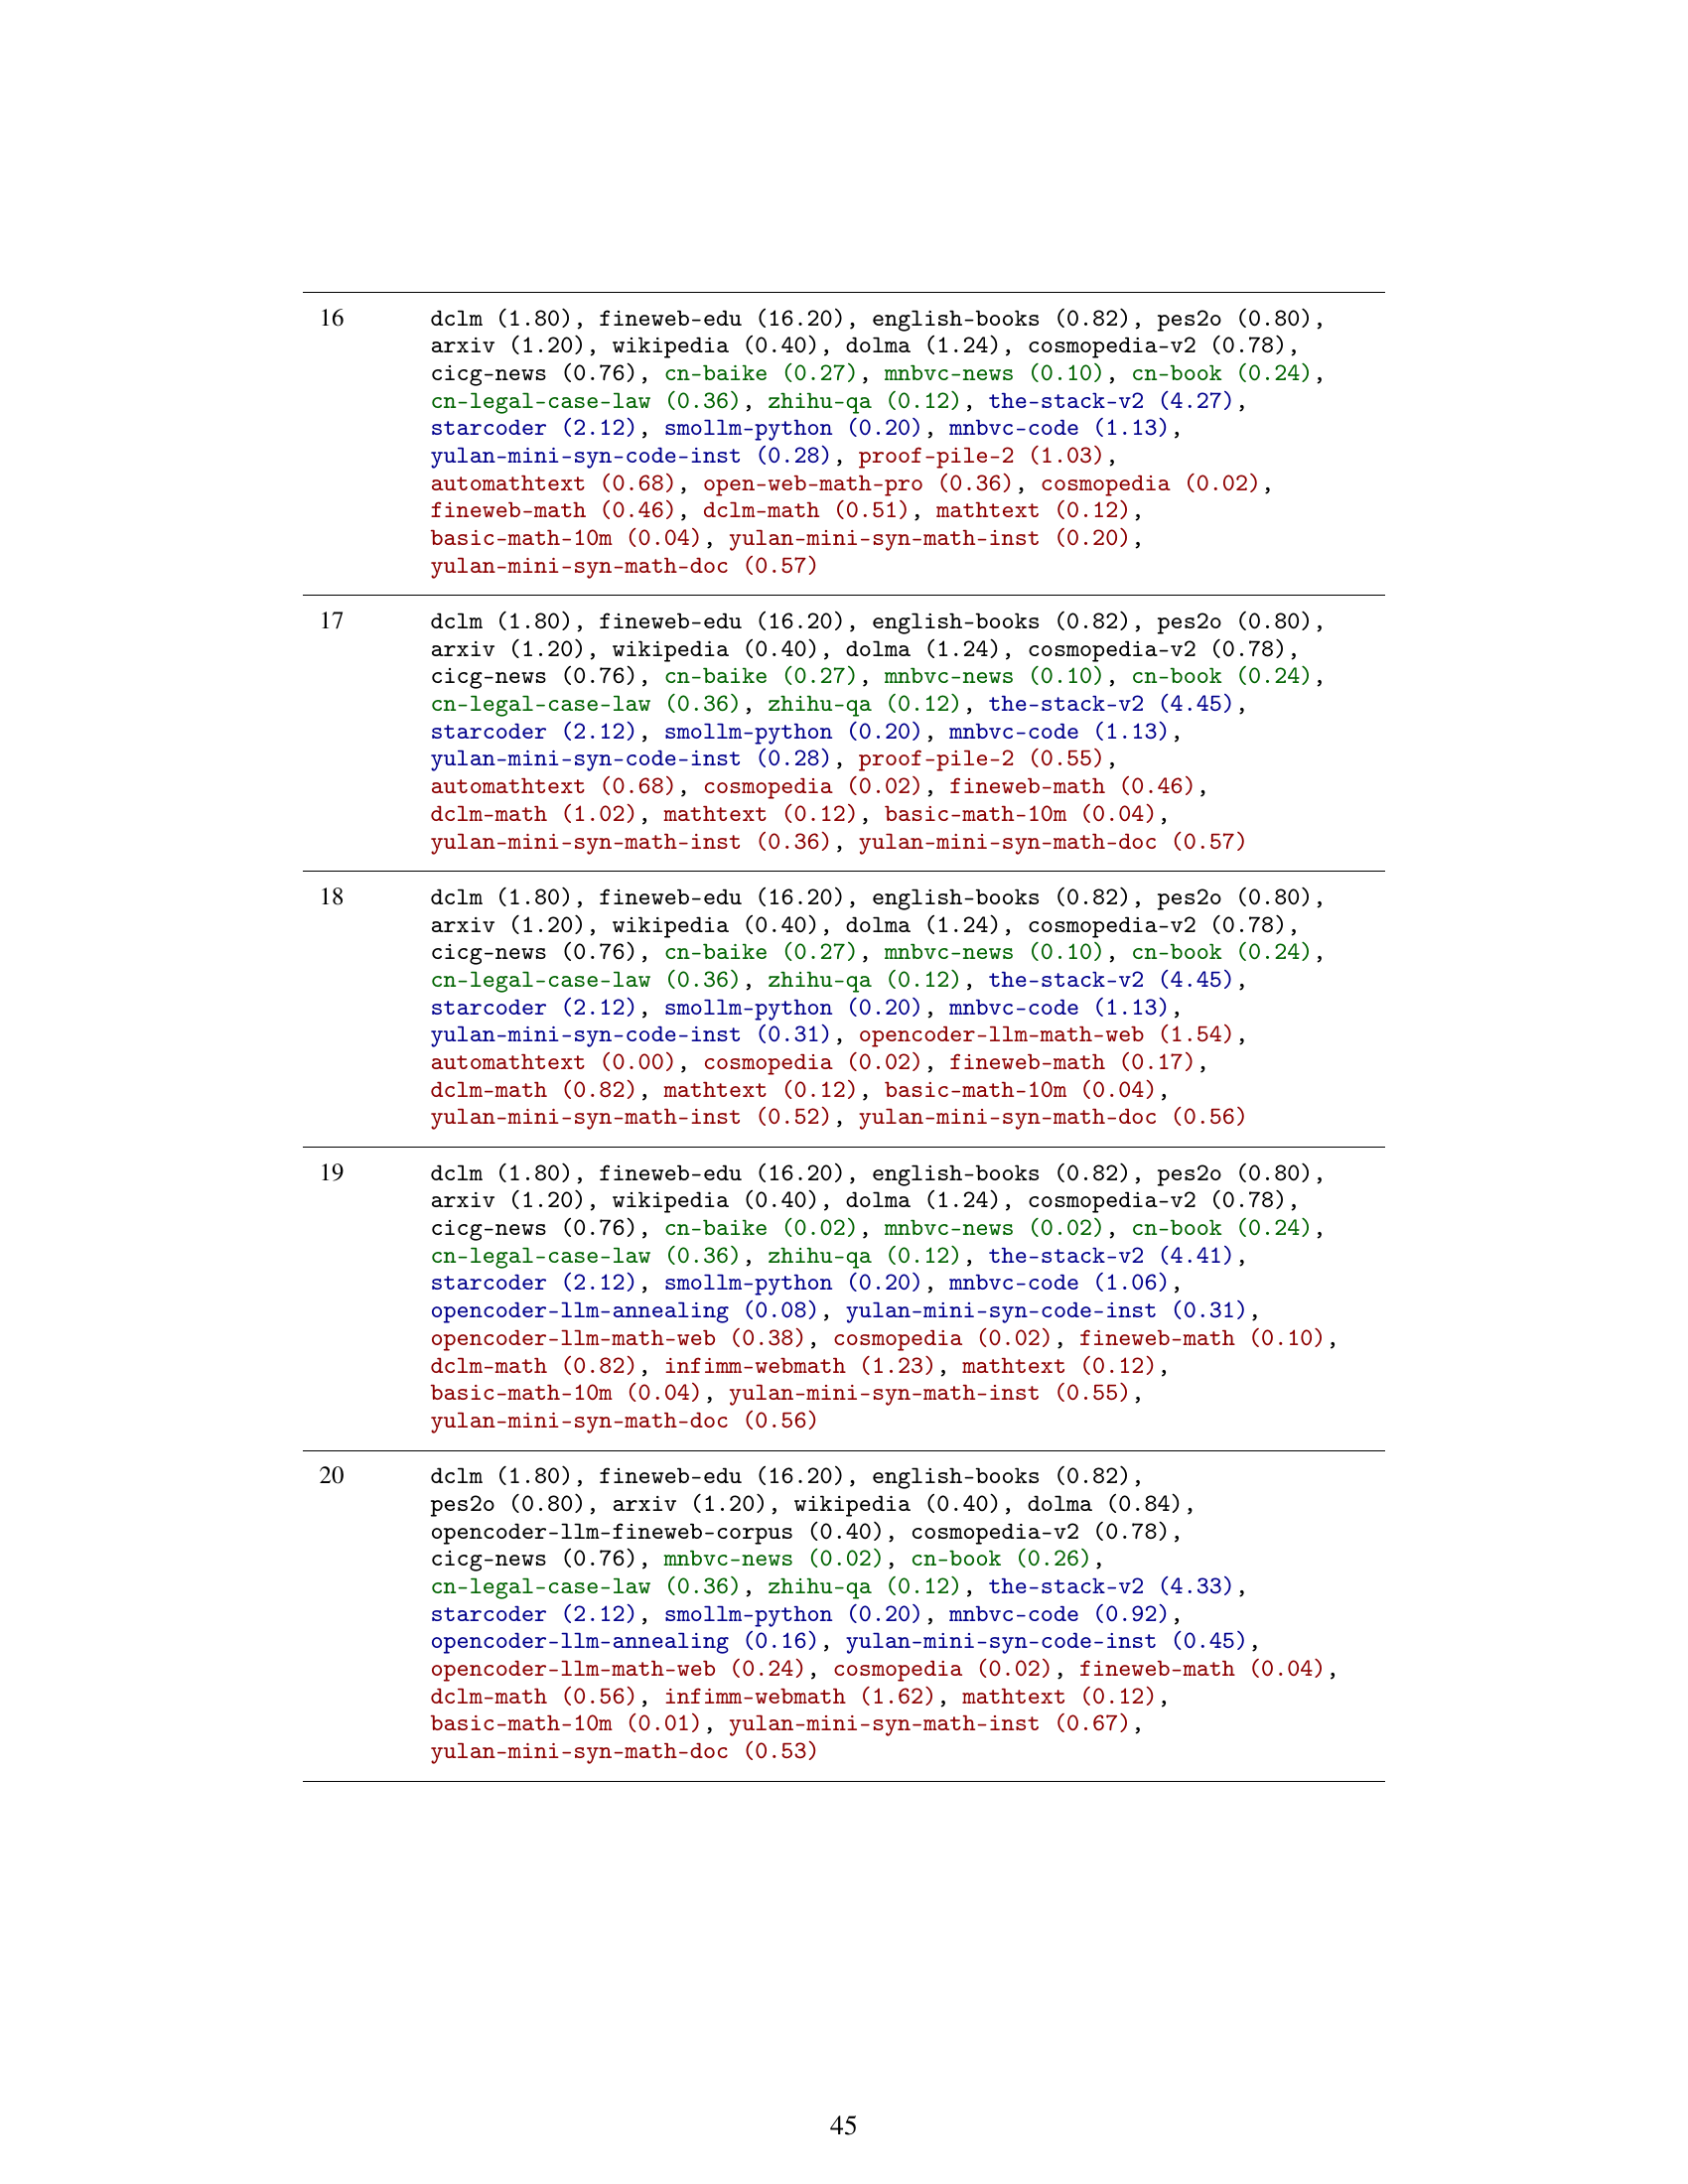 16 dclm (1.80), fineweb-edu (16.20), english-books (0.82), pes2o (0.80),
arxiv (1.20), wikipedia (0.40), dolma (1.24), cosmopedia-v2 (0.78),
cicg-news (0.76), cn-baike (0.27), mnbvc-news (0.10), cn-book (0.24),
cn-legal-case-law (0.36), zhihu-qa (0.12), the-stack-v2 (4.27),
starcoder (2.12), smollm-python (0.20), mnbvc-code (1.13),
yulan-mini-syn-code-inst (0.28), proof-pile-2 (1.03),
automathtext (0.68), open-web-math-pro (0.36), cosmopedia (0.02),
fineweb-math (0.46), dclm-math (0.51), mathtext (0.12),
basic-math-10m (0.04), yulan-mini-syn-math-inst (0.20),
yulan-mini-syn-math-doc (0.57)
17 dclm (1.80), fineweb-edu (16.20), english-books (0.82), pes2o (0.80),
arxiv (1.20), wikipedia (0.40), dolma (1.24), cosmopedia-v2 (0.78),
cicg-news (0.76), cn-baike (0.27), mnbvc-news (0.10), cn-book (0.24),
cn-legal-case-law (0.36), zhihu-qa (0.12), the-stack-v2 (4.45),
starcoder (2.12), smollm-python (0.20), mnbvc-code (1.13),
yulan-mini-syn-code-inst (0.28), proof-pile-2 (0.55),
automathtext (0.68), cosmopedia (0.02), fineweb-math (0.46),
dclm-math (1.02), mathtext (0.12), basic-math-10m (0.04),
yulan-mini-syn-math-inst (0.36), yulan-mini-syn-math-doc (0.57)
18 dclm (1.80), fineweb-edu (16.20), english-books (0.82), pes2o (0.80),
arxiv (1.20), wikipedia (0.40), dolma (1.24), cosmopedia-v2 (0.78),
cicg-news (0.76), cn-baike (0.27), mnbvc-news (0.10), cn-book (0.24),
cn-legal-case-law (0.36), zhihu-qa (0.12), the-stack-v2 (4.45),
starcoder (2.12), smollm-python (0.20), mnbvc-code (1.13),
yulan-mini-syn-code-inst (0.31), opencoder-llm-math-web (1.54),
automathtext (0.00), cosmopedia (0.02), fineweb-math (0.17),
dclm-math (0.82), mathtext (0.12), basic-math-10m (0.04),
yulan-mini-syn-math-inst (0.52), yulan-mini-syn-math-doc (0.56)
19 dclm (1.80), fineweb-edu (16.20), english-books (0.82), pes2o (0.80),
arxiv (1.20), wikipedia (0.40), dolma (1.24), cosmopedia-v2 (0.78),
cicg-news (0.76), cn-baike (0.02), mnbvc-news (0.02), cn-book (0.24),
cn-legal-case-law (0.36), zhihu-qa (0.12), the-stack-v2 (4.41),
starcoder (2.12), smollm-python (0.20), mnbvc-code (1.06),
opencoder-llm-annealing (0.08), yulan-mini-syn-code-inst (0.31),
opencoder-llm-math-web (0.38), cosmopedia (0.02), fineweb-math (0.10),
dclm-math (0.82), infimm-webmath (1.23), mathtext (0.12),
basic-math-10m (0.04), yulan-mini-syn-math-inst (0.55),
yulan-mini-syn-math-doc (0.56)
20 dclm (1.80), fineweb-edu (16.20), english-books (0.82),
pes2o (0.80), arxiv (1.20), wikipedia (0.40), dolma (0.84),
opencoder-llm-fineweb-corpus (0.40), cosmopedia-v2 (0.78),
cicg-news (0.76), mnbvc-news (0.02), cn-book (0.26),
cn-legal-case-law (0.36), zhihu-qa (0.12), the-stack-v2 (4.33),
starcoder (2.12), smollm-python (0.20), mnbvc-code (0.92),
opencoder-llm-annealing (0.16), yulan-mini-syn-code-inst (0.45),
opencoder-llm-math-web (0.24), cosmopedia (0.02), fineweb-math (0.04),
dclm-math (0.56), infimm-webmath (1.62), mathtext (0.12),
basic-math-10m (0.01), yulan-mini-syn-math-inst (0.67),
yulan-mini-syn-math-doc (0.53)
45